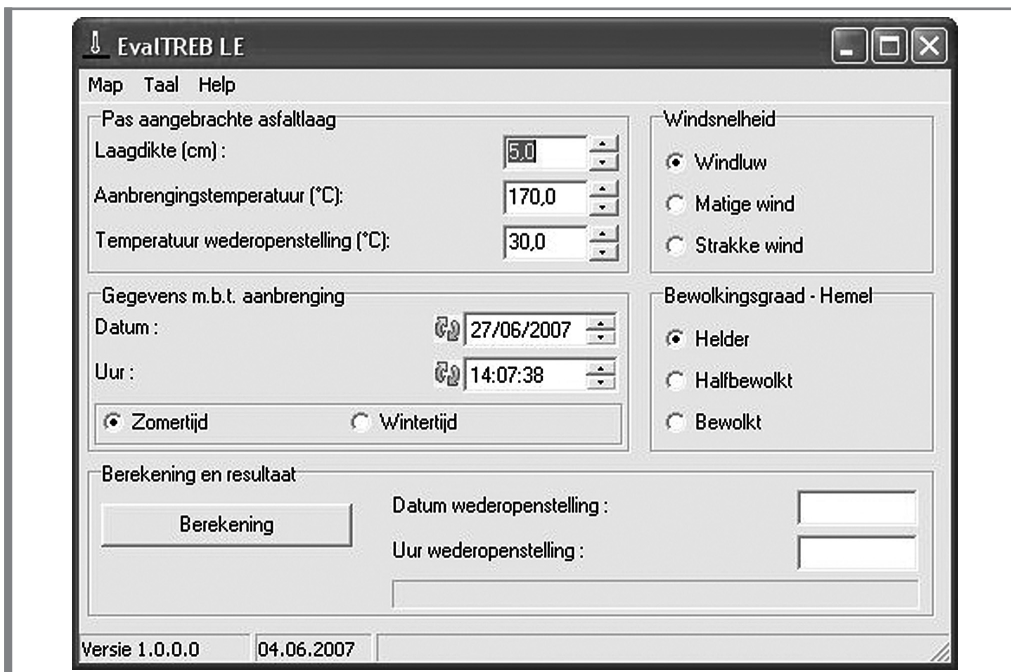 EvalTREB LE
Map Taal Help
Pas aangebrachte asfaltlaag
Laagdikte (cm) : 5,0
Aanbrengingstemperatuur (°C): 170,0
Temperatuur wederopenstelling (°C): 30,0
Windsnelheid
Windluw
Matige wind
Strakke wind
Gegevens m.b.t. aanbrenging
Datum : 27/06/2007
Uur : 14:07:38
Zomertijd Wintertijd
Bewolkingsgraad - Hemel
Helder
Halfbewolkt
Bewolkt
Berekening en resultaat
Berekening
Datum wederopenstelling :
Uur wederopenstelling :
Versie 1.0.0.0 04.06.2007